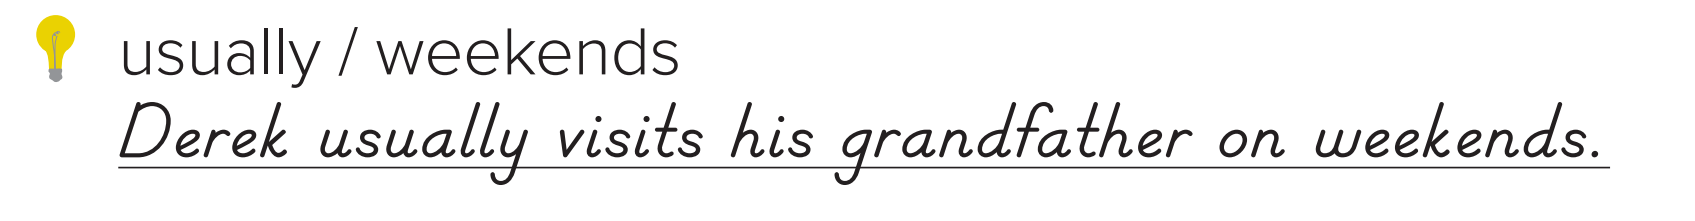 usually / weekends
Derek usually visits his grandfather on weekends.